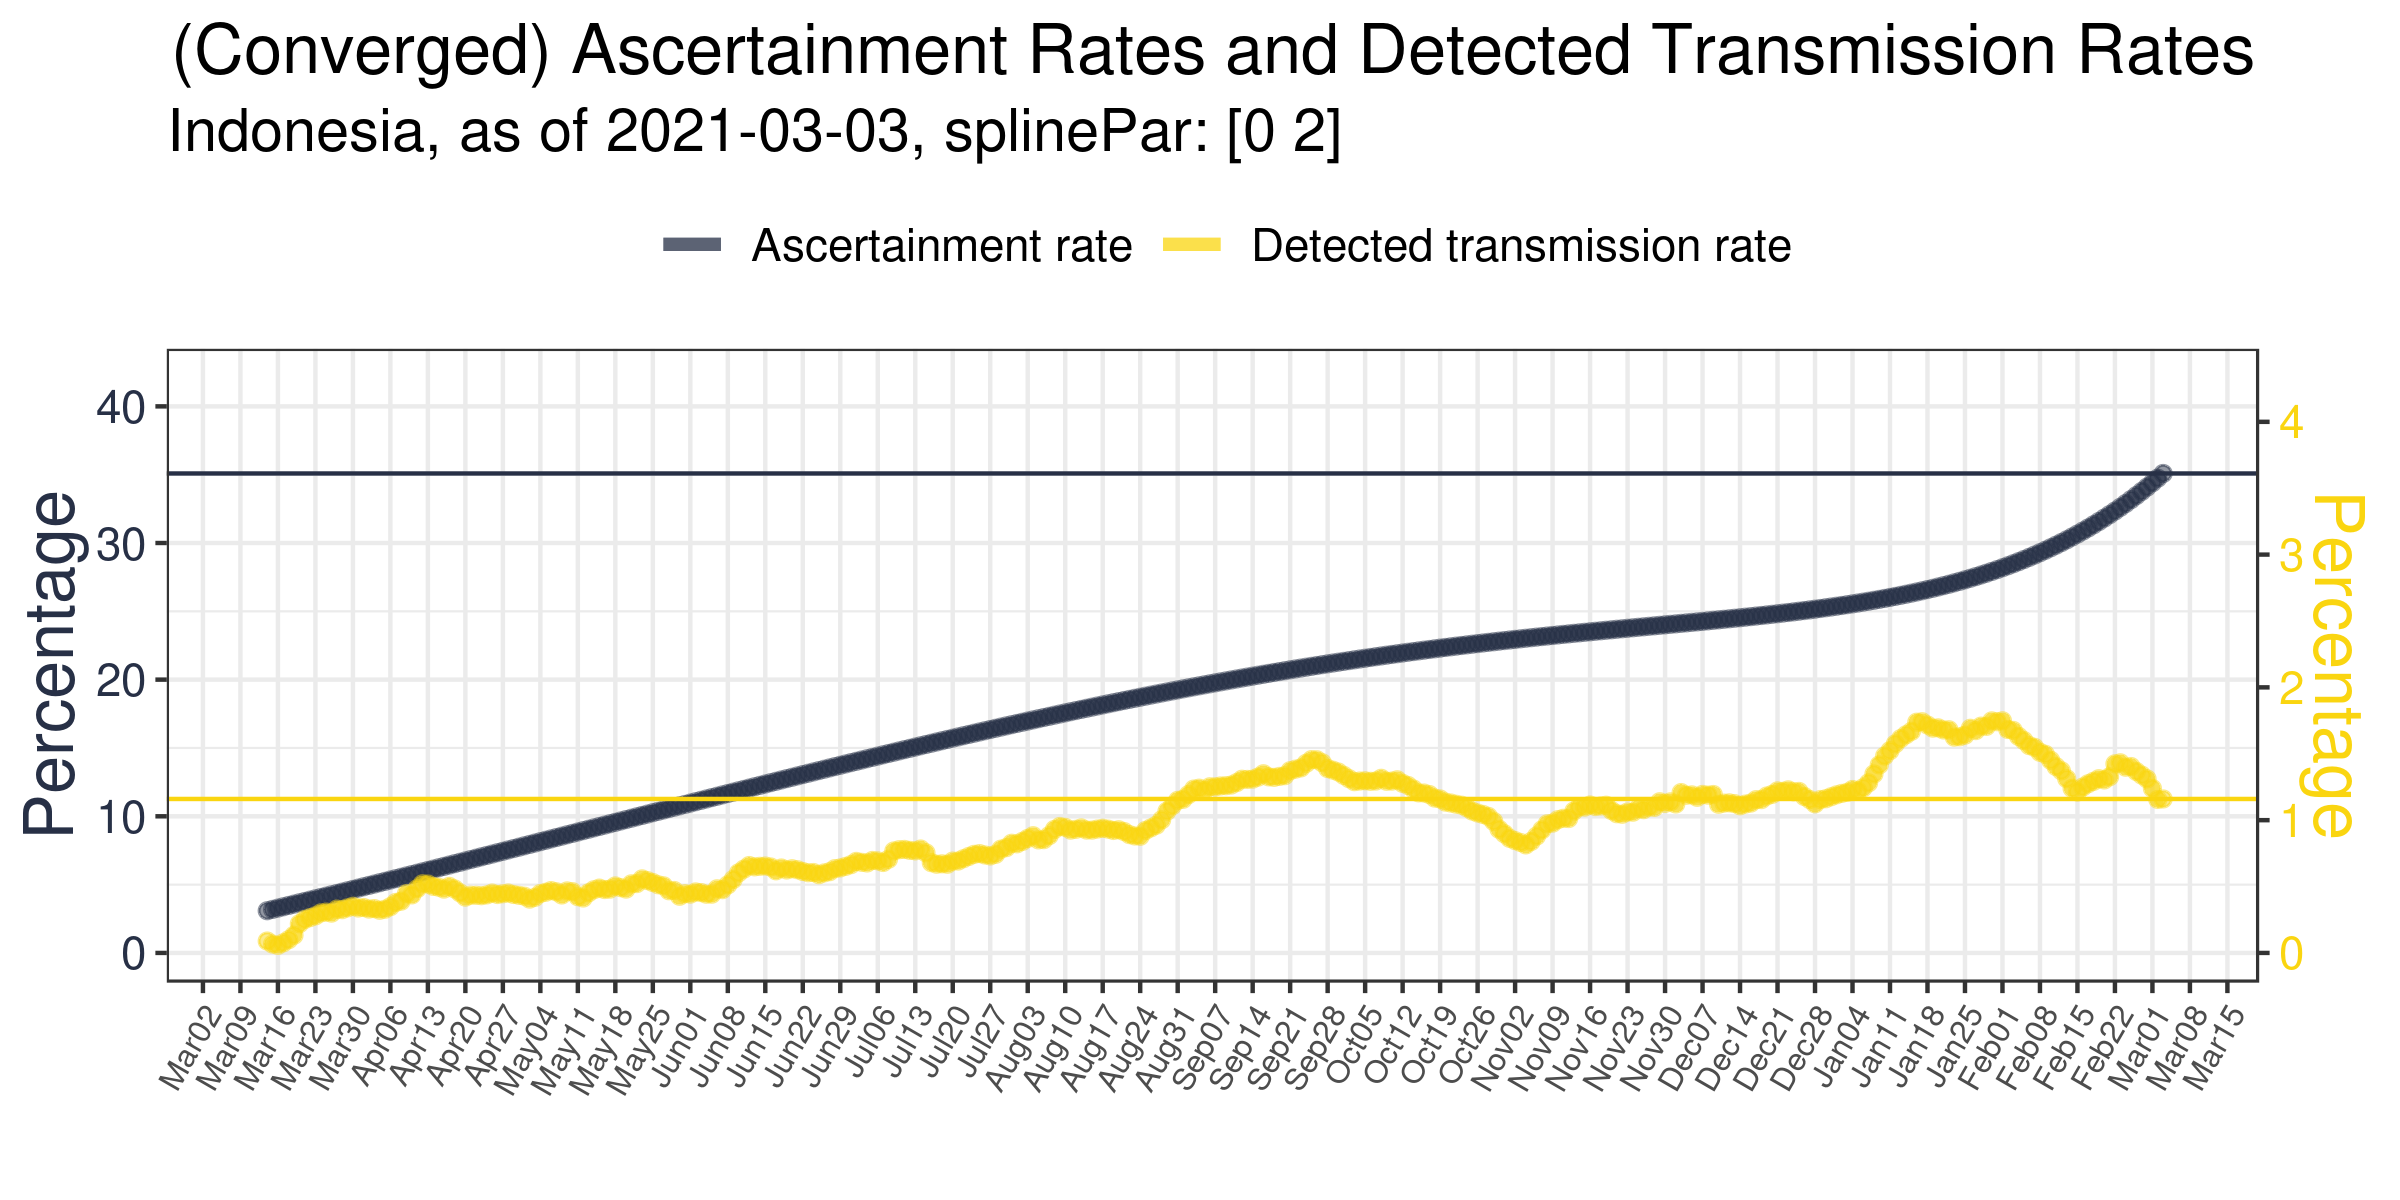 (Converged) Ascertainment Rates and Detected Transmission Rates
Indonesia, as of 2021-03-03, splinePar: [0 2]
Ascertainment rate
Detected transmission rate
Percentage
40
30
20
10
0
4
3
2
1
0
Percentage
Mar02
Mar09
Mar16
Mar23
Mar30
Apr06
Apr13
Apr20
Apr27
May04
May11
May18
May25
Jun01
Jun08
Jun15
Jun22
Jun29
Jul06
Jul13
Jul20
Jul27
Aug03
Aug10
Aug17
Aug24
Aug31
Sep07
Sep14
Sep21
Sep28
Oct05
Oct12
Oct19
Oct26
Nov02
Nov09
Nov16
Nov23
Nov30
Dec07
Dec14
Dec21
Dec28
Jan04
Jan11
Jan18
Jan25
Feb01
Feb08
Feb15
Feb22
Mar01
Mar08
Mar15